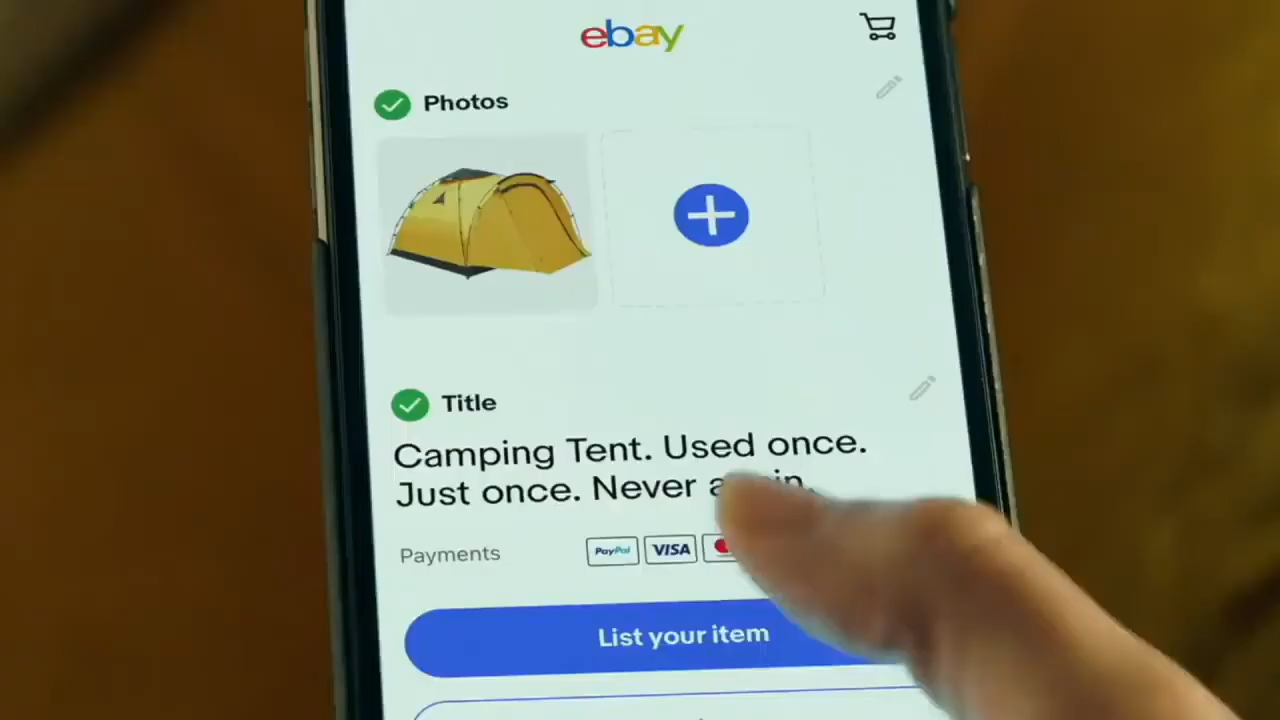 ebay
Photos
Title
Camping Tent. Used once.
Just once. Never
Payments
PayPal VISA
List your item